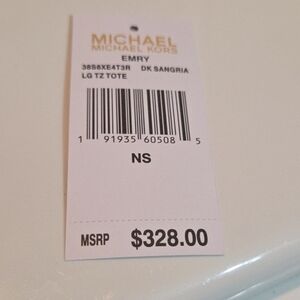 MICHAEL
MICHAEL KORS
EMRY
38S8XE4T3R DK SANGRIA
LG TZ TOTE
1 91935 60508 5
NS
MSRP $328.00